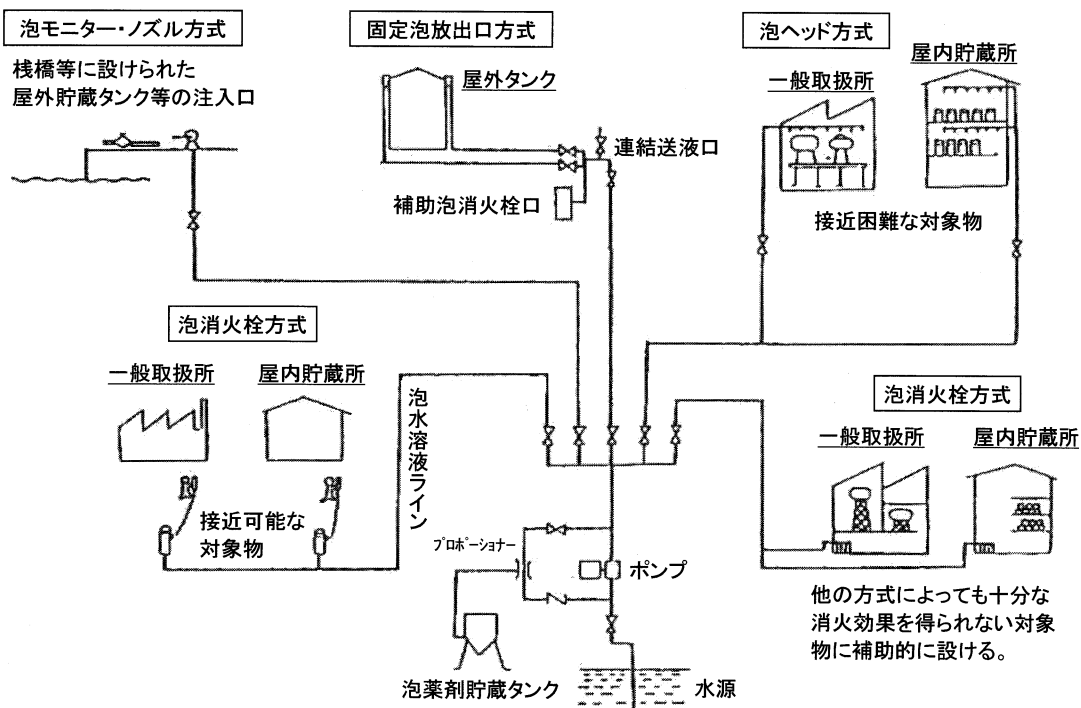 泡モニター・ノズル方式
桟橋等に設けられた
屋外貯蔵タンク等の注入口
固定泡放出口方式
屋外タンク
連結送液口
補助泡消火栓口
泡ヘッド方式
一般取扱所
屋内貯蔵所
接近困難な対象物
泡消火栓方式
一般取扱所
屋内貯蔵所
接近可能な
対象物
泡水溶液ライン
プロポーショナー
ポンプ
泡薬剤貯蔵タンク
水源
泡消火栓方式
一般取扱所
屋内貯蔵所
他の方式によっても十分な
消火効果を得られない対象
物に補助的に設ける。